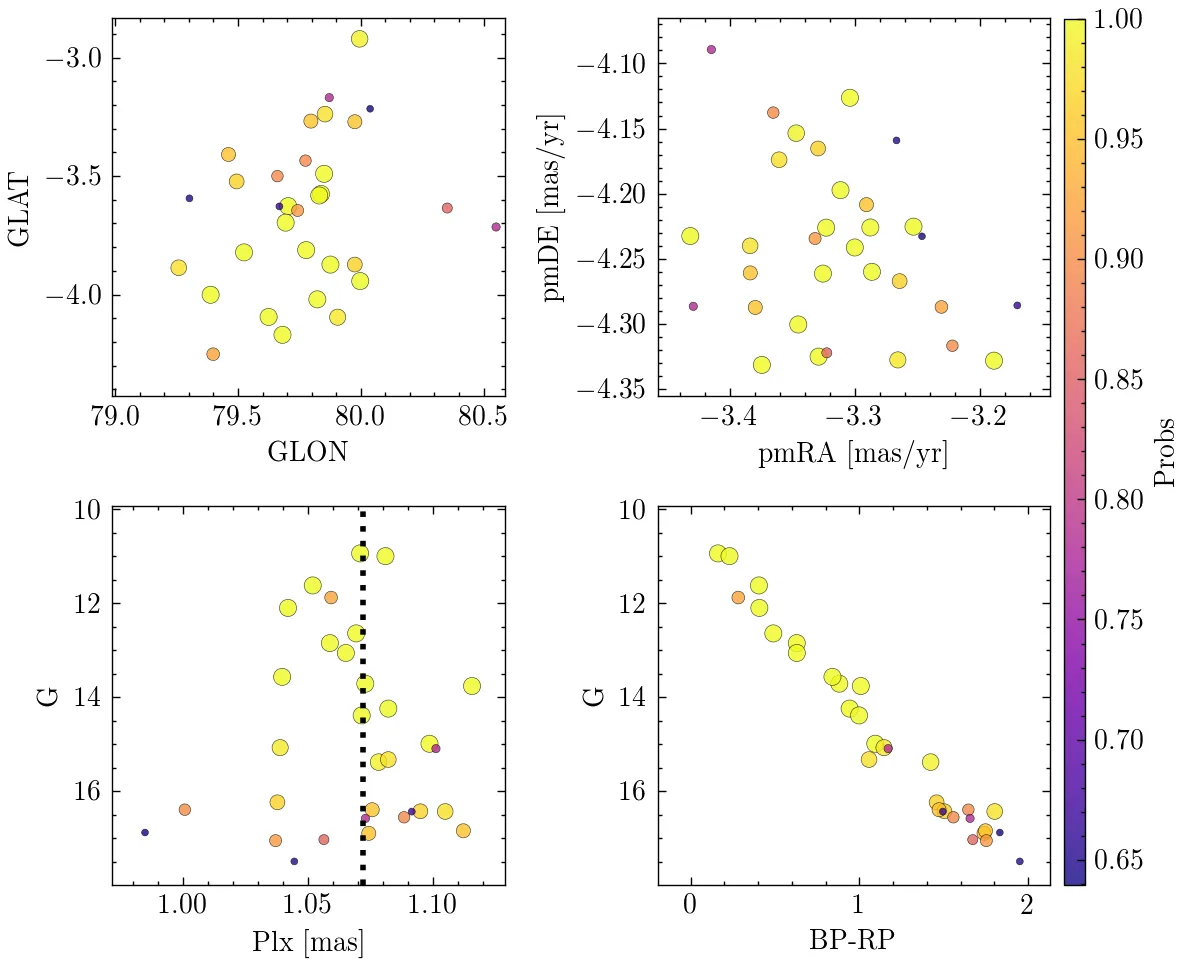 −3.0
−3.5
−4.0
GLAT
79.0 79.5 80.0 80.5
GLON
−4.10
−4.15
−4.20
−4.25
−4.30
−4.35
pmDE [mas/yr]
−3.4 −3.3 −3.2
pmRA [mas/yr]
10
12
14
16
G
1.00 1.05 1.10
Plx [mas]
10
12
14
16
G
0 1 2
BP-RP
1.00
0.95
0.90
0.85
0.80
0.75
0.70
0.65
Probs